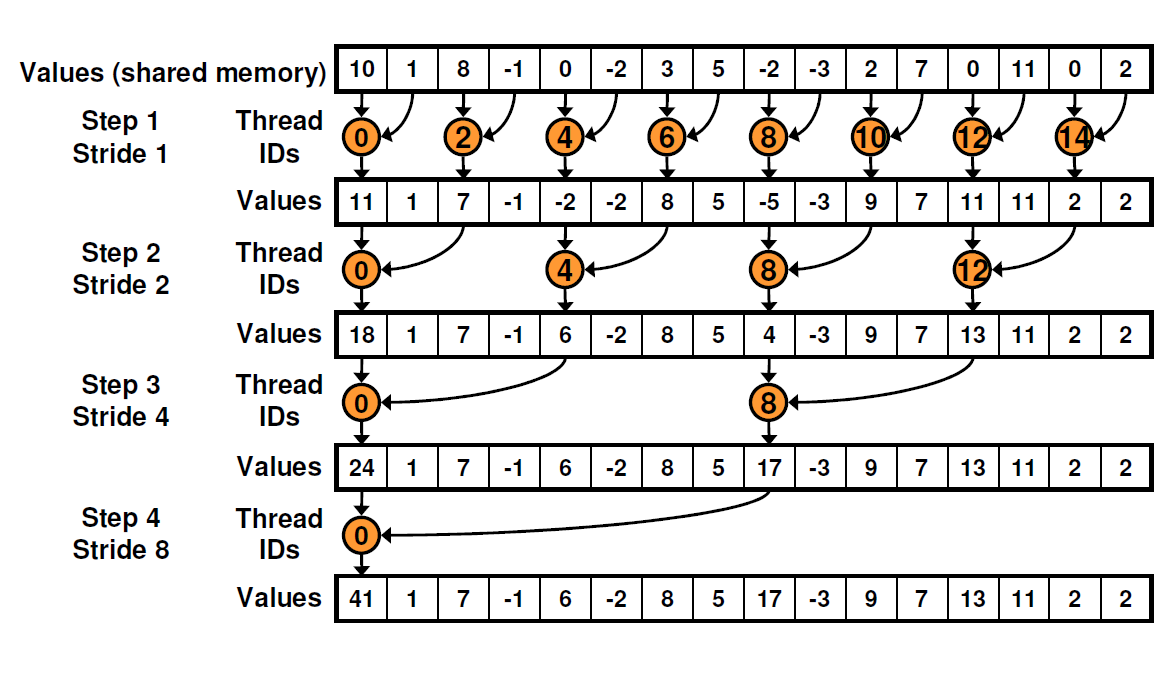 Values (shared memory) 10 1 8 -1 0 -2 3 5 -2 -3 2 7 0 11 0 2
Step 1 Thread
Stride 1 IDs
0 2 4 6 8 10 12 14
Values 11 1 7 -1 -2 -2 8 5 -5 -3 9 7 11 11 2 2
Step 2 Thread
Stride 2 IDs
0 4 8 12
Values 18 1 7 -1 6 -2 8 5 4 -3 9 7 13 11 2 2
Step 3 Thread
Stride 4 IDs
0 8
Values 24 1 7 -1 6 -2 8 5 17 -3 9 7 13 11 2 2
Step 4 Thread
Stride 8 IDs
0
Values 41 1 7 -1 6 -2 8 5 17 -3 9 7 13 11 2 2